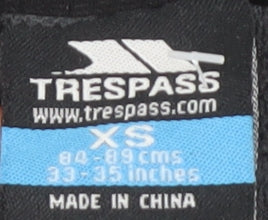 TRESPASS
www.trespass.com
XS
84-89cms
33-35inches
MADE IN CHINA